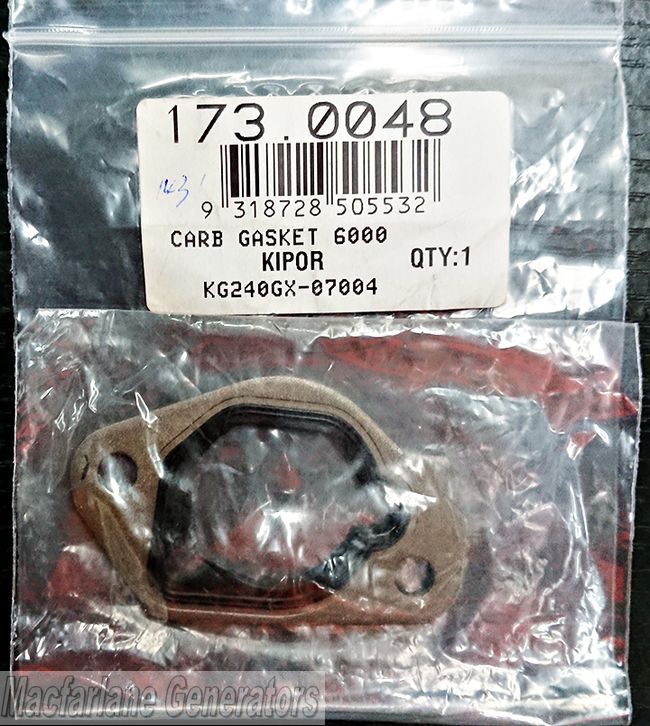 173.0048
9 318728 505532
CARB GASKET 6000
KIPOR QTY:1
KG240GX-07004
Macfarlane Generators